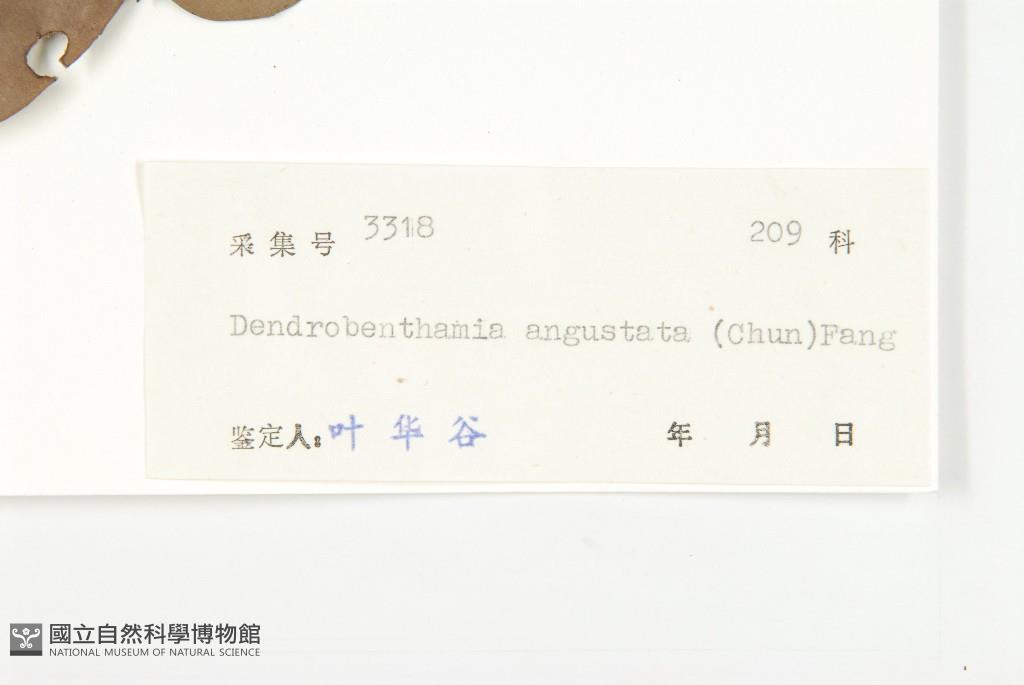 采集号 3318 209 科
Dendrobenthamia angustata (Chun)Fang
鉴定人：叶华谷 年 月 日
國立自然科學博物館
NATIONAL MUSEUM OF NATURAL SCIENCE